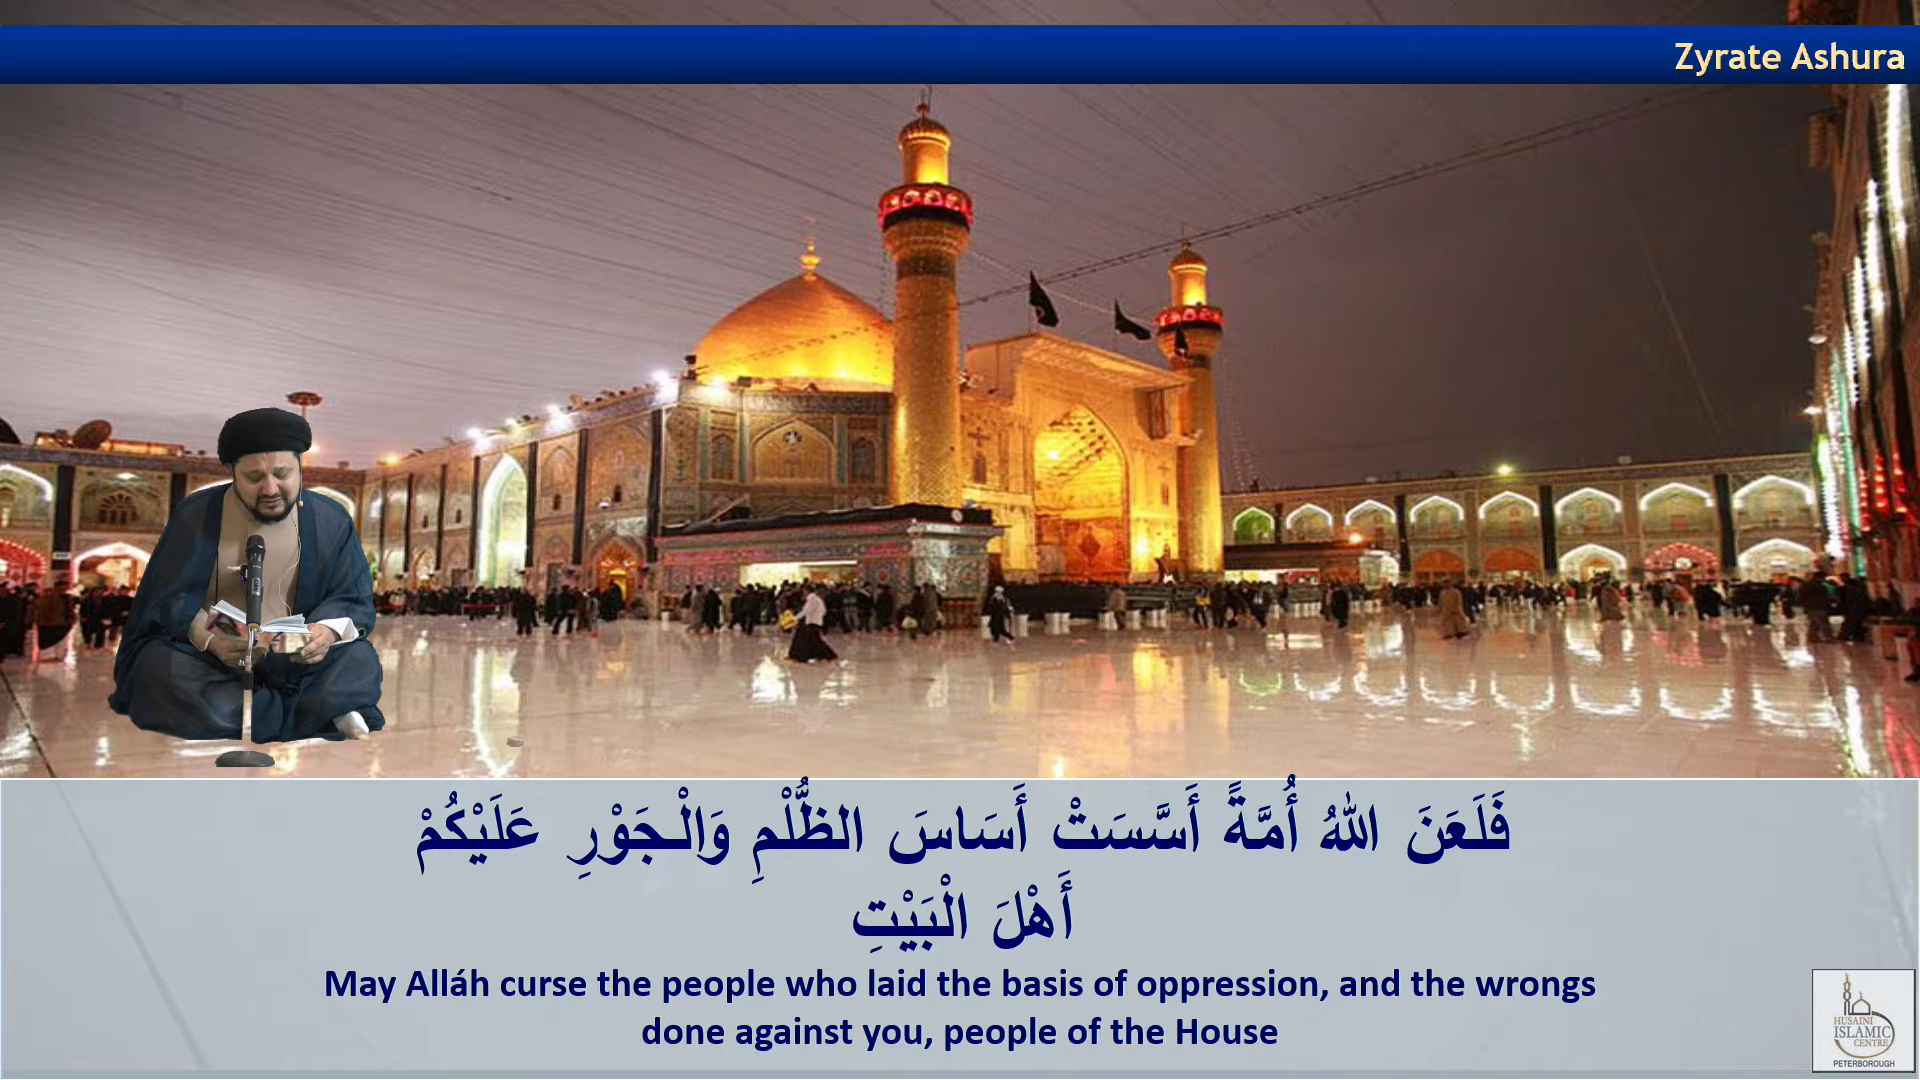 Zyrate Ashura
فَلَعَنَ اللهُ أُمَّةً أَسَّسَتْ أَسَاسَ الظُّلْمِ وَالْجَوْرِ عَلَيْكُمْ
أَهْلَ الْبَيْتِ
May Alláh curse the people who laid the basis of oppression, and the wrongs
done against you, people of the House
HUSAINI
ISLAMIC
CENTRE
PETERBOROUGH